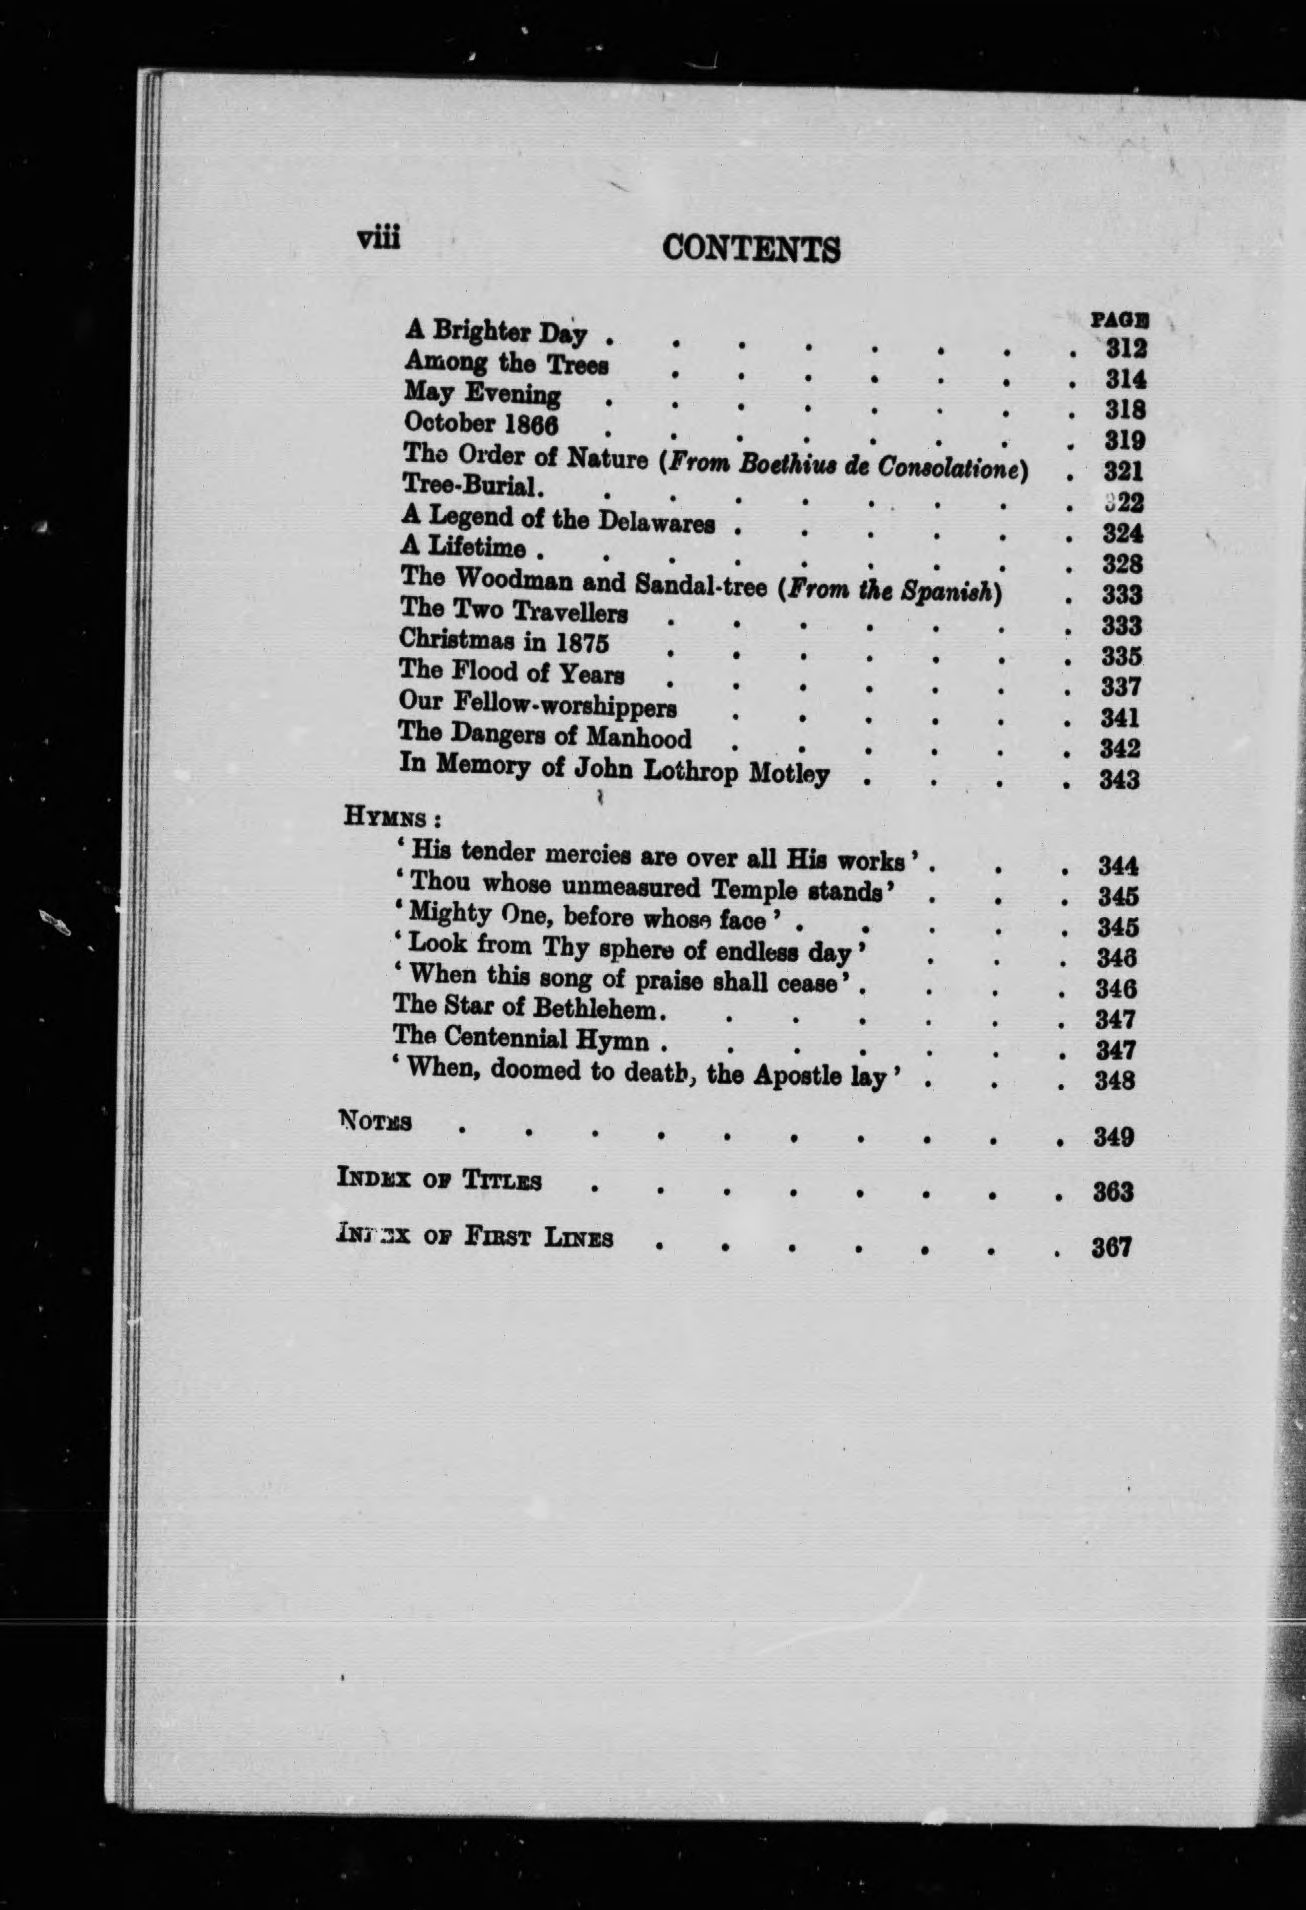 viii CONTENTS
PAGE
A Brighter Day . . . . . . . . 312
Among the Trees . . . . . . . 314
May Evening . . . . . . . . 318
October 1866 . . . . . . . . 319
The Order of Nature (From Boethius de Consolatione) . 321
Tree-Burial. . . . . . . . . 322
A Legend of the Delawares . . . . . . 324
A Lifetime . . . . . . . . . 328
The Woodman and Sandal-tree (From the Spanish) . 333
The Two Travellers . . . . . . . 333
Christmas in 1875 . . . . . . . 335
The Flood of Years . . . . . . . 337
Our Fellow-worshippers . . . . . . 341
The Dangers of Manhood . . . . . . 342
In Memory of John Lothrop Motley . . . . 343
HYMNS :
‘ His tender mercies are over all His works ’ . . . 344
‘ Thou whose unmeasured Temple stands ’ . . . 345
‘ Mighty One, before whose face ’ . . . . . 345
‘ Look from Thy sphere of endless day ’ . . . 346
‘ When this song of praise shall cease ’ . . . . 346
The Star of Bethlehem. . . . . . . 347
The Centennial Hymn . . . . . . . 347
‘ When, doomed to death, the Apostle lay ’ . . . 348
NOTES . . . . . . . . . . 349
INDEX OF TITLES . . . . . . . . 363
INDEX OF FIRST LINES . . . . . . . 367